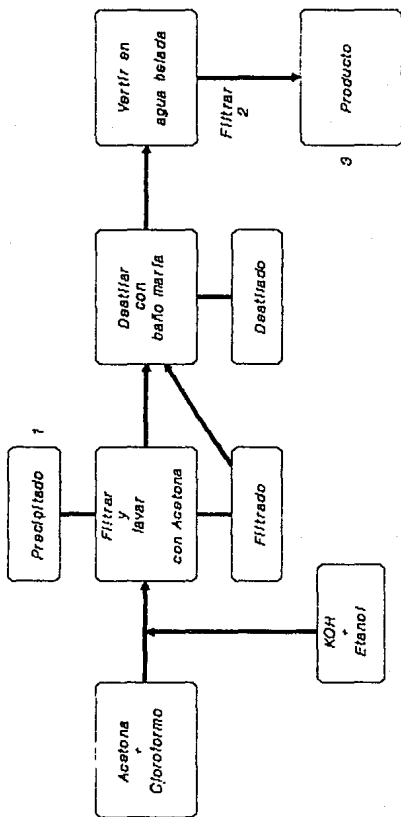 Acetona
+
Cloroformo
KOH
+
Etanol
Precipitado 1
Filtrar
y
lavar
con Acetona
Filtrado
Destilar
con
baño maría
Destilado
Vertir en
agua helada
Filtrar
2
Producto
3